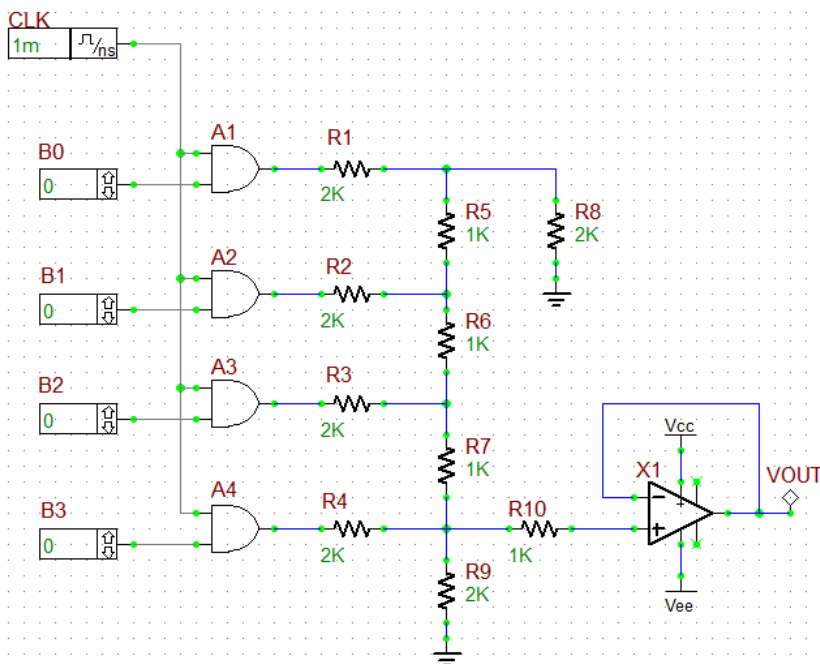 CLK
1m
/ns
A1
R1
B0
0
2K
R5
1K
R8
2K
A2
R2
B1
0
2K
R6
1K
A3
R3
B2
0
2K
R7
1K
Vcc
X1
VOUT
A4
R4
R10
B3
0
2K
1K
R9
2K
Vee